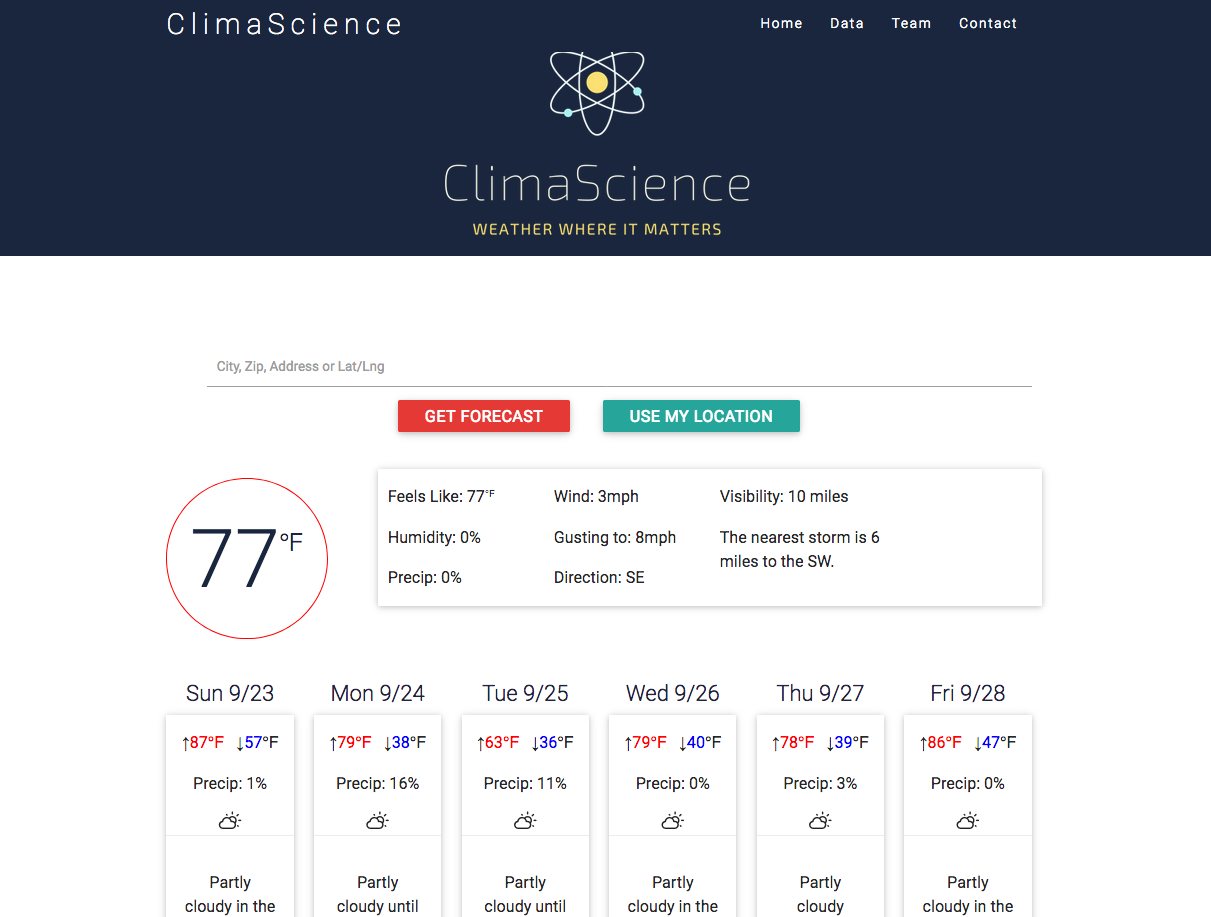 ClimaScience
Home Data Team Contact
ClimaScience
WEATHER WHERE IT MATTERS
City, Zip, Address or Lat/Lng
GET FORECAST USE MY LOCATION
77°F
Feels Like: 77°F
Humidity: 0%
Precip: 0%
Wind: 3mph
Gusting to: 8mph
Direction: SE
Visibility: 10 miles
The nearest storm is 6
miles to the SW.
Sun 9/23
↑87°F ↓57°F
Precip: 1%
Partly
cloudy in the
Mon 9/24
↑79°F ↓38°F
Precip: 16%
Partly
cloudy until
Tue 9/25
↑63°F ↓36°F
Precip: 11%
Partly
cloudy until
Wed 9/26
↑79°F ↓40°F
Precip: 0%
Partly
cloudy in the
Thu 9/27
↑78°F ↓39°F
Precip: 3%
Partly
cloudy
Fri 9/28
↑86°F ↓47°F
Precip: 0%
Partly
cloudy in the